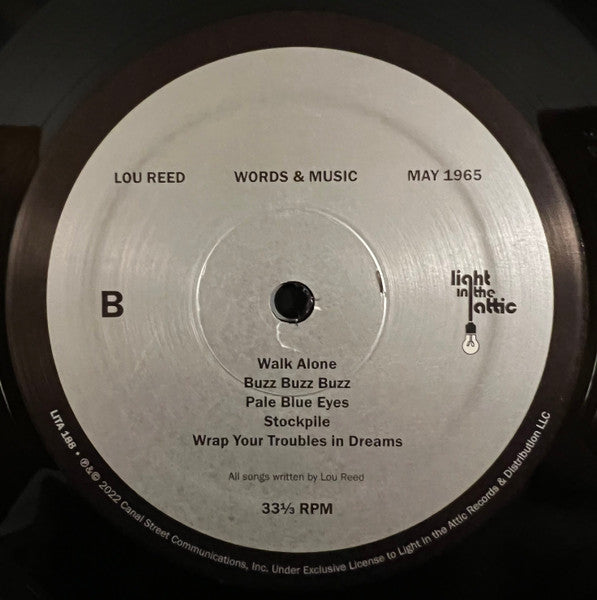 LOU REED WORDS & MUSIC MAY 1965
B
light
in the
attic
Walk Alone
Buzz Buzz Buzz
Pale Blue Eyes
Stockpile
Wrap Your Troubles in Dreams
All songs written by Lou Reed
33⅓ RPM
LITA 188 • ℗&© 2022 Canal Street Communications, Inc. Under Exclusive License to Light In the Attic Records & Distribution LLC